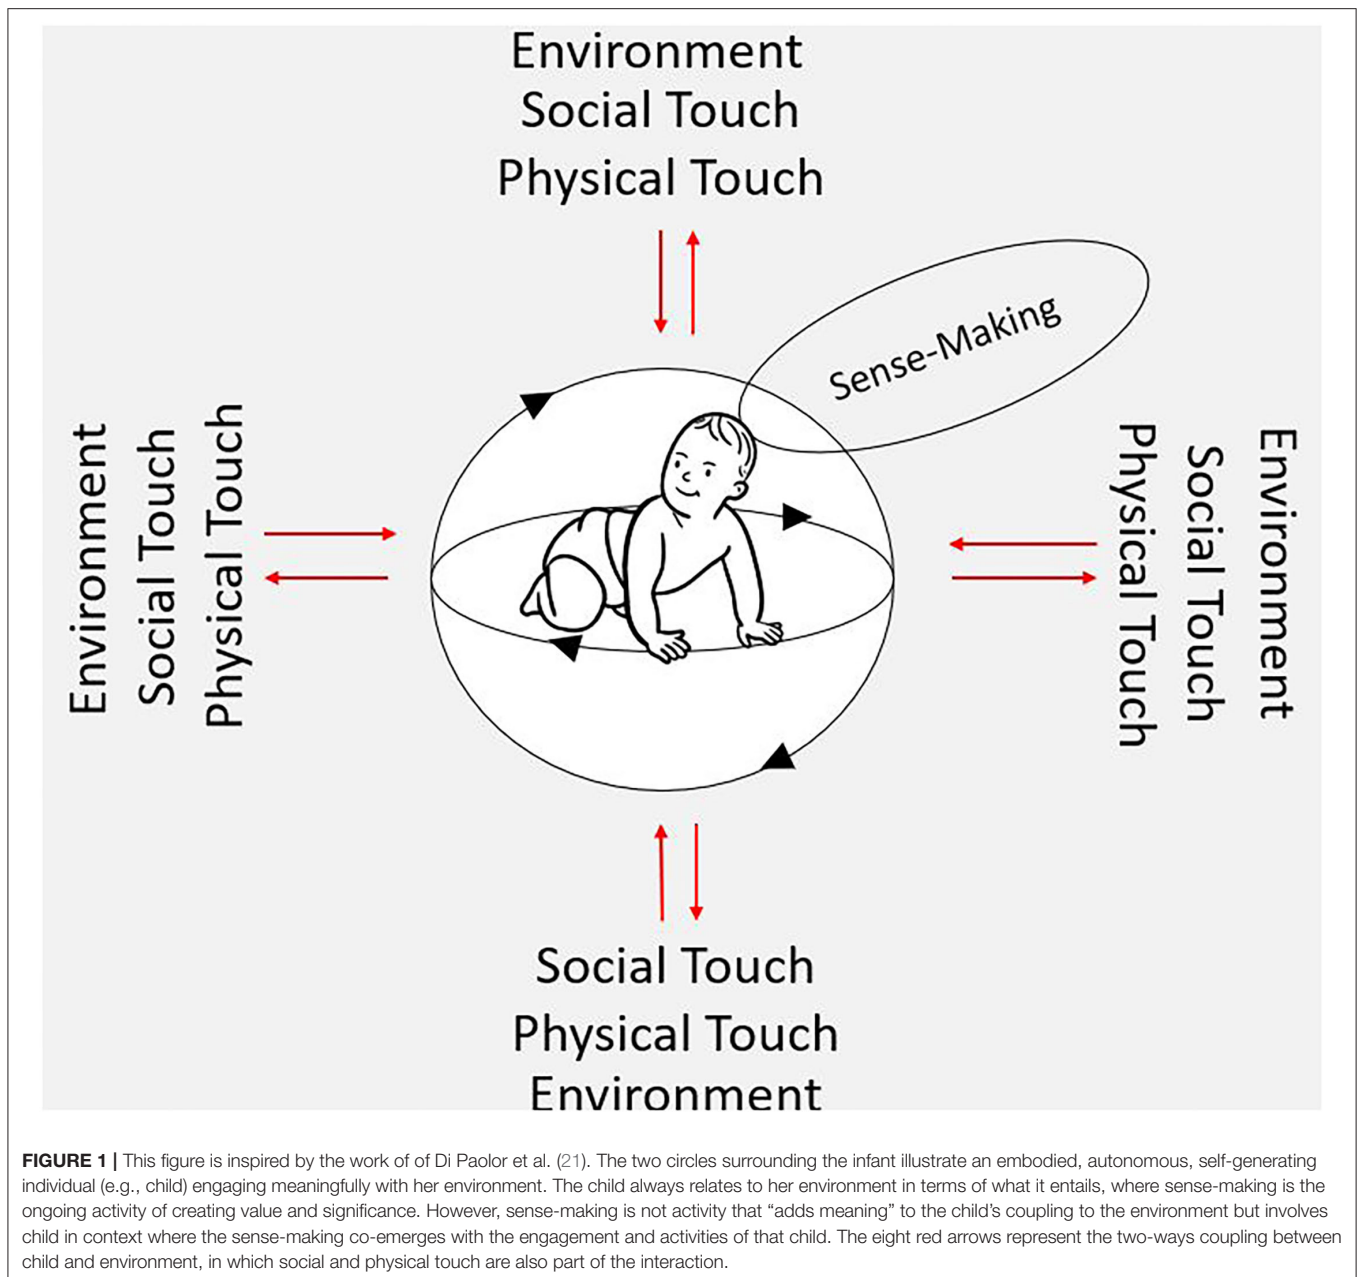 Environment
Social Touch
Physical Touch
Sense-Making
Environment
Social Touch
Physical Touch
Physical Touch
Social Touch
Environment
Social Touch
Physical Touch
Environment
FIGURE 1 | This figure is inspired by the work of of Di Paolor et al. (21). The two circles surrounding the infant illustrate an embodied, autonomous, self-generating
individual (e.g., child) engaging meaningfully with her environment. The child always relates to her environment in terms of what it entails, where sense-making is the
ongoing activity of creating value and significance. However, sense-making is not activity that “adds meaning” to the child’s coupling to the environment but involves
child in context where the sense-making co-emerges with the engagement and activities of that child. The eight red arrows represent the two-ways coupling between
child and environment, in which social and physical touch are also part of the interaction.